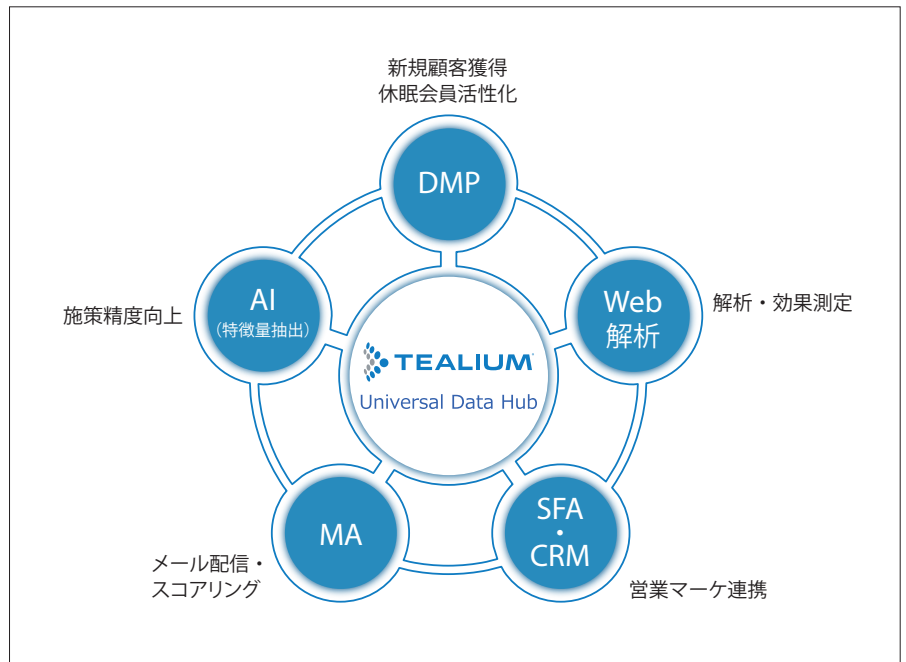 新規顧客獲得
休眠会員活性化
DMP
AI
（特徴量抽出）
施策精度向上
Web
解析
解析・効果測定
TEALIUM
Universal Data Hub
MA
メール配信・
スコアリング
SFA
・
CRM
営業マーケ連携